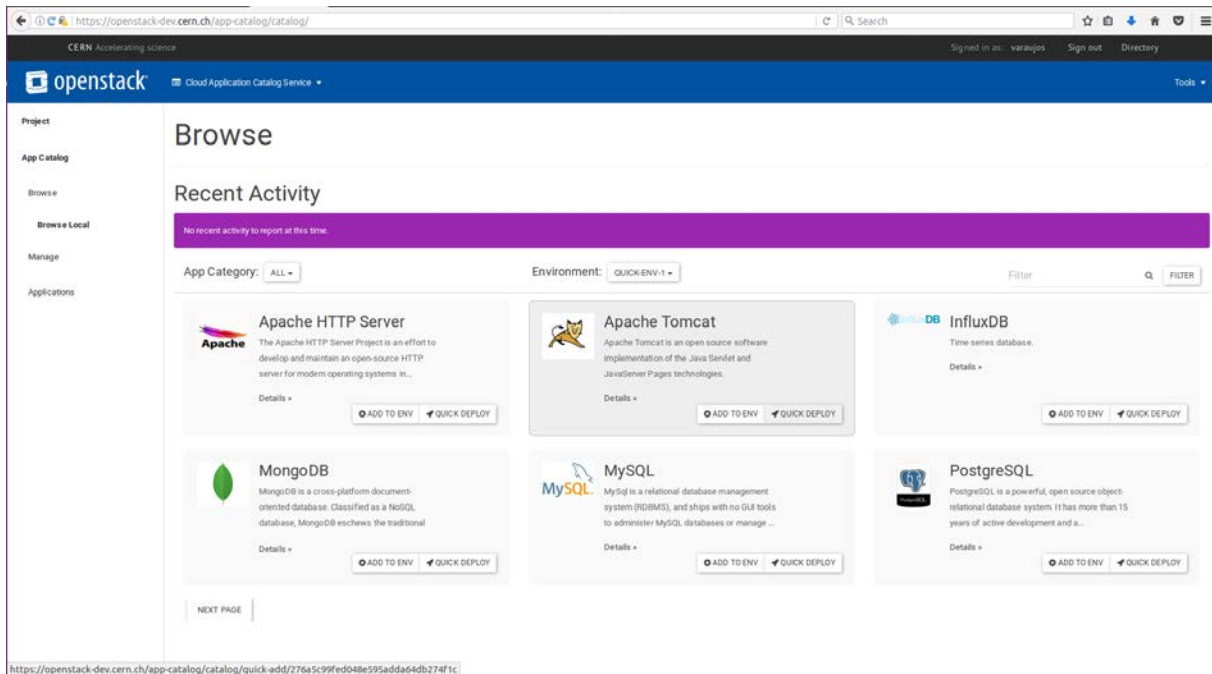 https://openstack-dev.cern.ch/app-catalog/catalog/
Search
CERN Accelerating science
Signed in as: varaujos Sign out Directory
openstack
Cloud Application Catalog Service
Tools
Project
App Catalog
Browse
Browse Local
Manage
Applications
Browse
Recent Activity
No recent activity to report at this time.
App Category: ALL
Environment: QUICK-ENV-1
Filter
FILTER
Apache
Apache HTTP Server
The Apache HTTP Server Project is an effort to
develop and maintain an open-source HTTP
server for modern operating systems in...
Details »
ADD TO ENV QUICK DEPLOY
Apache Tomcat
Apache Tomcat is an open source software
implementation of the Java Servlet and
JavaServer Pages technologies.
Details »
ADD TO ENV QUICK DEPLOY
InfluxDB
InfluxDB
Time series database.
Details »
ADD TO ENV QUICK DEPLOY
MongoDB
MongoDB is a cross-platform document-
oriented database. Classified as a NoSQL
database, MongoDB eschews the traditional
Details »
ADD TO ENV QUICK DEPLOY
MySQL
MySQL
MySql is a relational database management
system (RDBMS), and ships with no GUI tools
to administer MySQL databases or manage ...
Details »
ADD TO ENV QUICK DEPLOY
PostgreSQL
PostgreSQL
PostgreSQL is a powerful, open source object-
relational database system. It has more than 15
years of active development and a...
Details »
ADD TO ENV QUICK DEPLOY
NEXT PAGE
https://openstack-dev.cern.ch/app-catalog/catalog/quick-add/276a5c99fed048e595adda64db274f1c